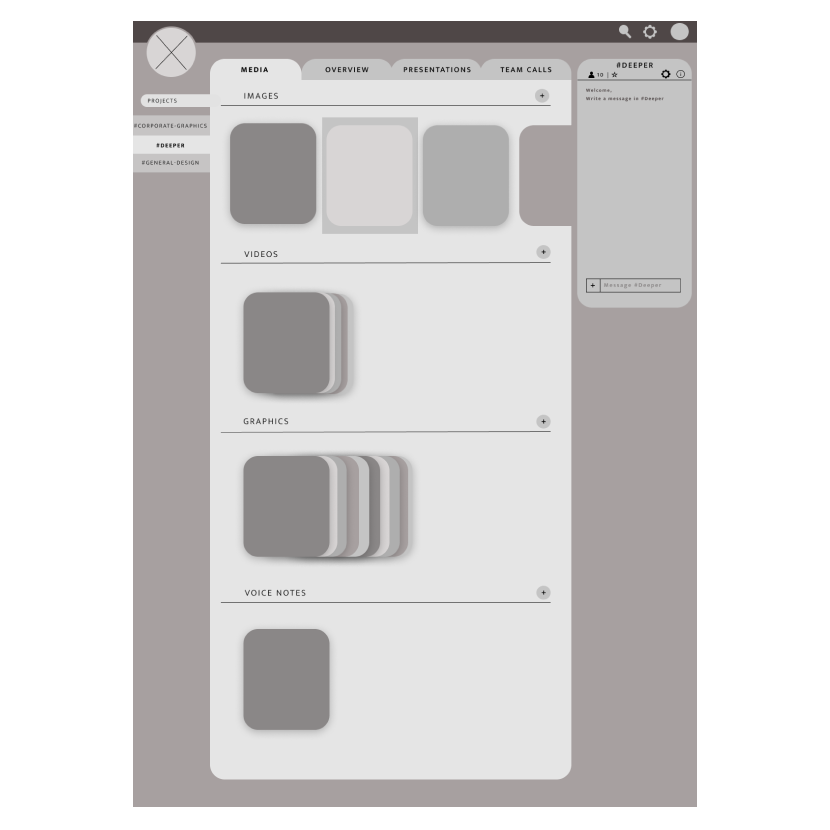 MEDIA
OVERVIEW
PRESENTATIONS
TEAM CALLS
#DEEPER
10 |
PROJECTS
#CORPORATE-GRAPHICS
#DEEPER
#GENERAL-DESIGN
IMAGES
+
VIDEOS
+
GRAPHICS
+
VOICE NOTES
+
Welcome,
Write a message in #Deeper
+ Message #Deeper